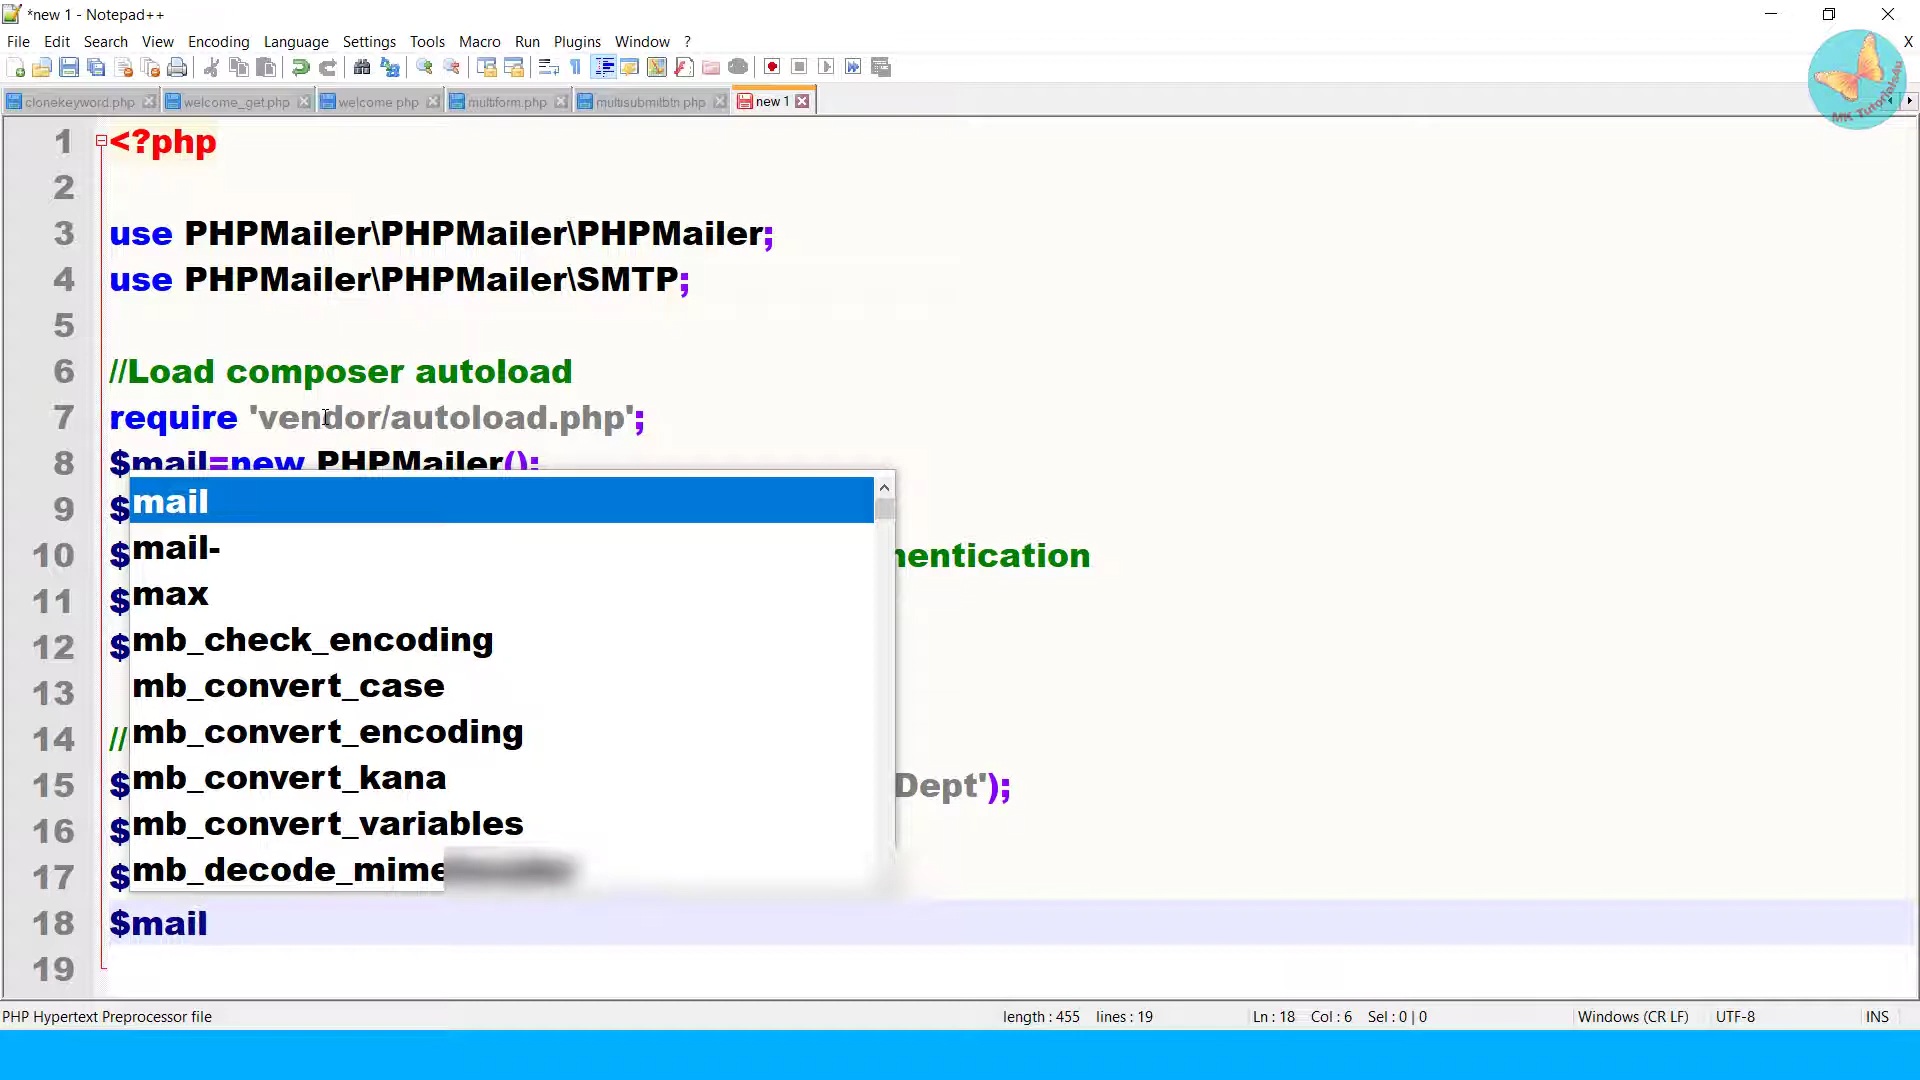 *new 1 - Notepad++
File Edit Search View Encoding Language Settings Tools Macro Run Plugins Window ? X
clonekeyword.php welcome_get.php welcome.php multiform.php multisubmitbtn.php new 1
MK Tutorials4u
1 <?php
2
3 use PHPMailer\PHPMailer\PHPMailer;
4 use PHPMailer\PHPMailer\SMTP;
5
6 //Load composer autoload
7 require 'vendor/autoload.php';
8 $mail=new PHPMailer();
9 $mail
10 $mail- hentication
11 $max
12 $mb_check_encoding
13 mb_convert_case
14 //mb_convert_encoding
15 $mb_convert_kana Dept');
16 $mb_convert_variables
17 $mb_decode_mime
18 $mail
19
PHP Hypertext Preprocessor file length : 455 lines : 19 Ln : 18 Col : 6 Sel : 0 | 0 Windows (CR LF) UTF-8 INS